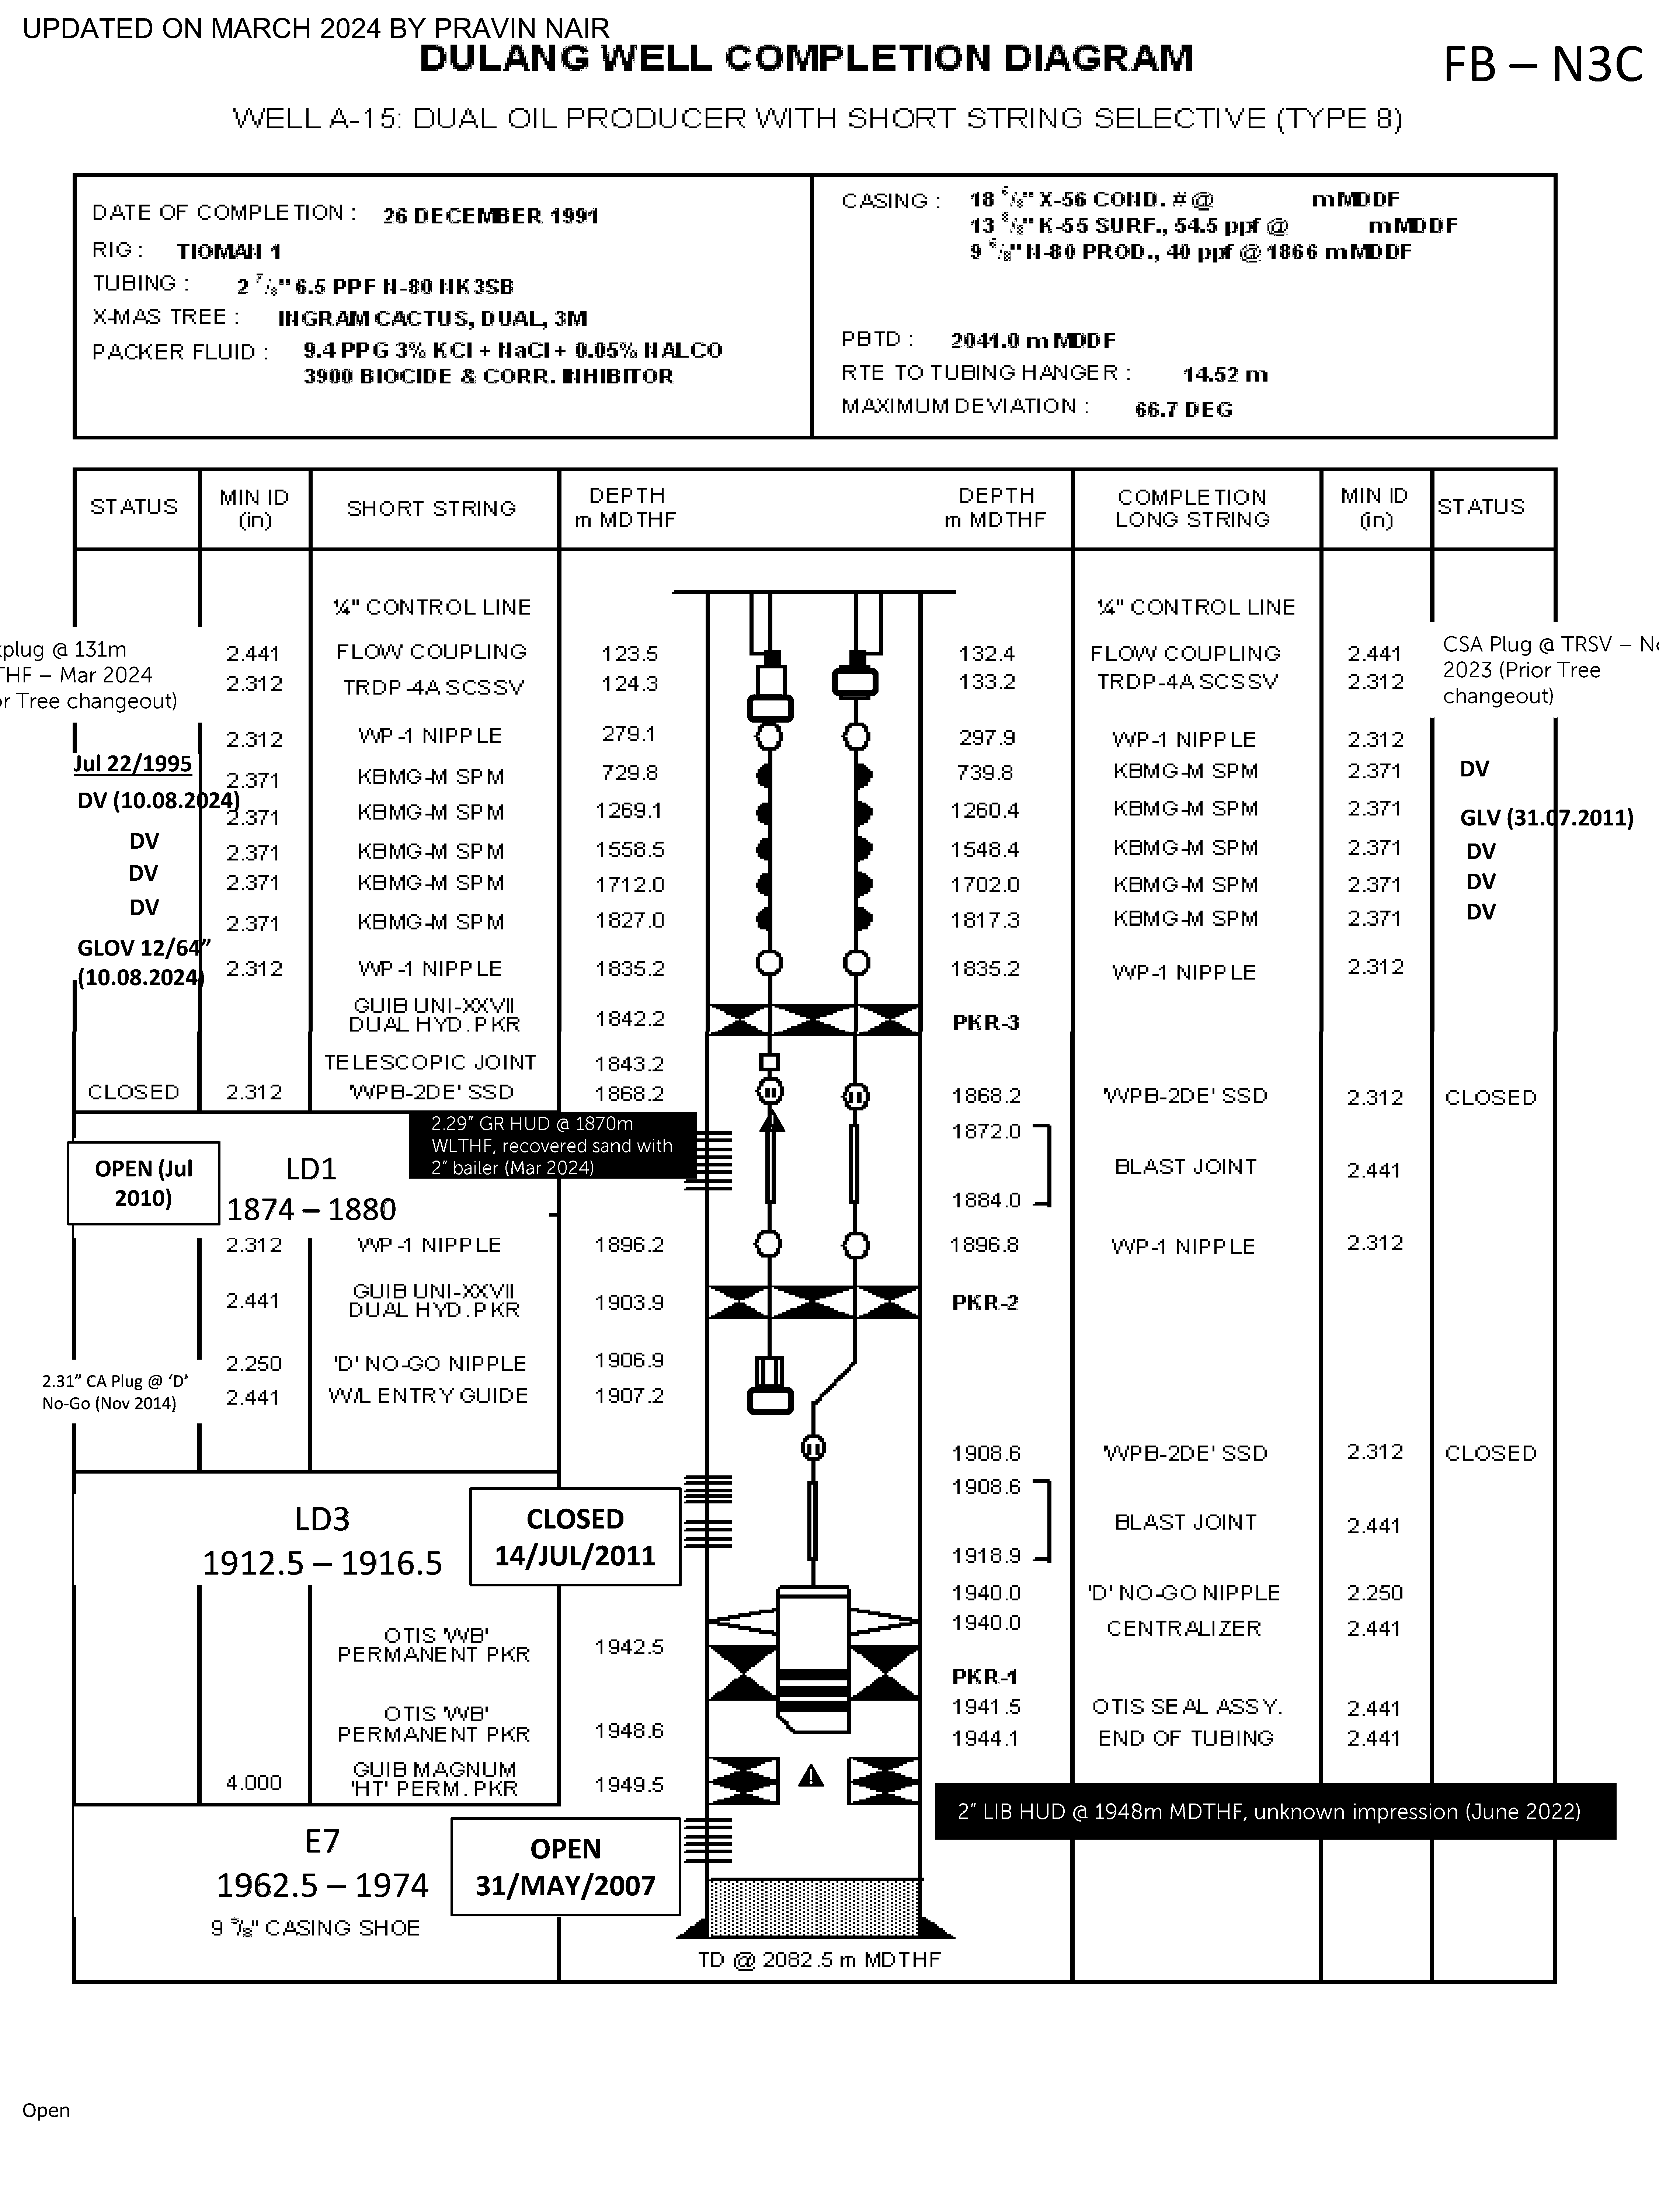 UPDATED ON MARCH 2024 BY PRAVIN NAIR
DULANG WELL COMPLETION DIAGRAM
FB – N3C
WELL A-15: DUAL OIL PRODUCER WITH SHORT STRING SELECTIVE (TYPE 8)
DATE OF COMPLETION : 26 DECEMBER 1991
RIG : TIOMAN 1
TUBING : 2 7/8" 6.5 PPF N-80 NK3SB
X-MAS TREE : INGRAM CACTUS, DUAL, 3M
PACKER FLUID : 9.4 PPG 3% KCl + NaCl + 0.05% NALCO
3900 BIOCIDE & CORR. INHIBITOR
CASING : 18 5/8" X-56 COND. # @ mMDDF
13 3/8" K-55 SURF., 54.5 ppf @ mMDDF
9 5/8" N-80 PROD., 40 ppf @ 1866 mMDDF
PBTD : 2041.0 m MDDF
RTE TO TUBING HANGER : 14.52 m
MAXIMUM DEVIATION : 66.7 DEG
STATUS MIN ID (in) SHORT STRING DEPTH m MDTHF DEPTH m MDTHF COMPLETION LONG STRING MIN ID (in) STATUS
¼" CONTROL LINE ¼" CONTROL LINE
plug @ 131m
THF – Mar 2024
or Tree changeout)
CSA Plug @ TRSV – No
2023 (Prior Tree
changeout)
2.441 FLOW COUPLING 123.5 132.4 FLOW COUPLING 2.441
2.312 TRDP-4A SCSSV 124.3 133.2 TRDP-4A SCSSV 2.312
2.312 WP-1 NIPPLE 279.1 297.9 WP-1 NIPPLE 2.312
Jul 22/1995
2.371 KBMG-M SPM 729.8 739.8 KBMG-M SPM 2.371 DV
DV (10.08.2024)
2.371 KBMG-M SPM 1269.1 1260.4 KBMG-M SPM 2.371 GLV (31.07.2011)
DV 2.371 KBMG-M SPM 1558.5 1548.4 KBMG-M SPM 2.371 DV
DV 2.371 KBMG-M SPM 1712.0 1702.0 KBMG-M SPM 2.371 DV
DV 2.371 KBMG-M SPM 1827.0 1817.3 KBMG-M SPM 2.371 DV
GLOV 12/64”
(10.08.2024)
2.312 WP-1 NIPPLE 1835.2 1835.2 WP-1 NIPPLE 2.312
GUIB UNI-XXVII
DUAL HYD. PKR 1842.2 PKR-3
TELESCOPIC JOINT 1843.2
CLOSED 2.312 'WPB-2DE' SSD 1868.2 1868.2 'WPB-2DE' SSD 2.312 CLOSED
2.29” GR HUD @ 1870m
WLTHF, recovered sand with
2” bailer (Mar 2024)
1872.0
BLAST JOINT 2.441
1884.0
OPEN (Jul
2010)
LD1
1874 – 1880
2.312 WP-1 NIPPLE 1896.2 1896.8 WP-1 NIPPLE 2.312
GUIB UNI-XXVII
2.441 DUAL HYD. PKR 1903.9 PKR-2
2.250 'D' NO-GO NIPPLE 1906.9
2.31” CA Plug @ ‘D’
No-Go (Nov 2014)
2.441 W/L ENTRY GUIDE 1907.2
1908.6 'WPB-2DE' SSD 2.312 CLOSED
1908.6
BLAST JOINT 2.441
1918.9
LD3
1912.5 – 1916.5
CLOSED
14/JUL/2011
1940.0 'D' NO-GO NIPPLE 2.250
1940.0 CENTRALIZER 2.441
OTIS 'WB'
PERMANENT PKR 1942.5
PKR-1
1941.5 OTIS SEAL ASSY. 2.441
OTIS 'WB'
PERMANENT PKR 1948.6
1944.1 END OF TUBING 2.441
GUIB MAGNUM
4.000 'HT' PERM. PKR 1949.5
2” LIB HUD @ 1948m MDTHF, unknown impression (June 2022)
E7
1962.5 – 1974
OPEN
31/MAY/2007
9 5/8" CASING SHOE
TD @ 2082.5 m MDTHF
Open